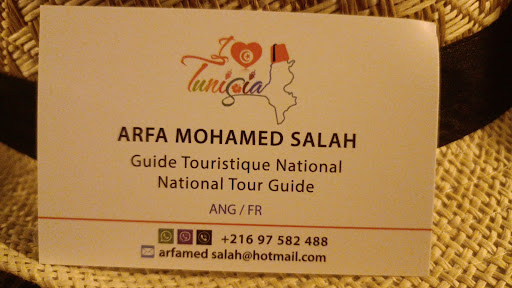 I
Tunisia
ARFA MOHAMED SALAH
Guide Touristique National
National Tour Guide
ANG / FR
+216 97 582 488
arfamed salah@hotmail.com